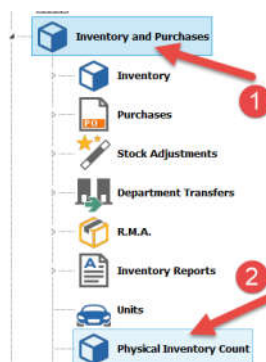 Inventory and Purchases
1
Inventory
PO
Purchases
Stock Adjustments
Department Transfers
R.M.A.
A
Inventory Reports
2
Units
Physical Inventory Count